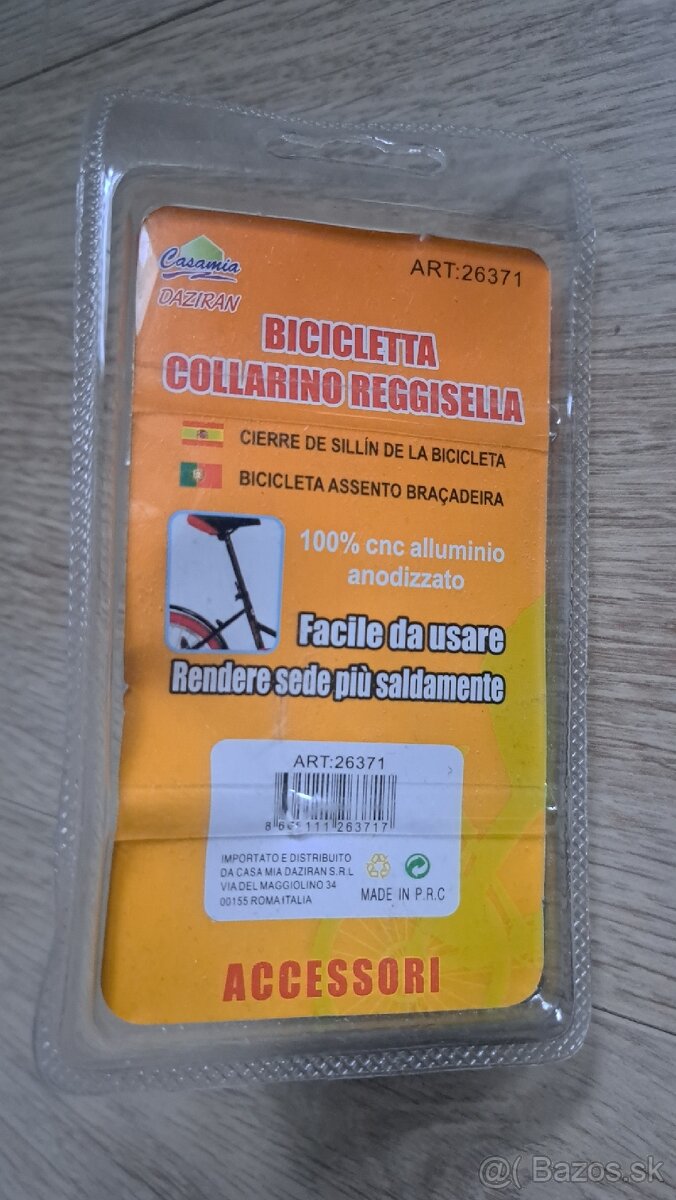 Casamia
DAZIRAN
ART:26371
BICICLETTA
COLLARINO REGGISELLA
CIERRE DE SILLÍN DE LA BICICLETA
BICICLETA ASSENTO BRAÇADEIRA
100% cnc alluminio
anodizzato
Facile da usare
Rendere sede più saldamente
ART:26371
263717
IMPORTATO E DISTRIBUITO
DA CASA MIA DAZIRAN S.R.L
VIA DEL MAGGIOLINO 34
00155 ROMA ITALIA
MADE IN P.R.C
ACCESSORI
@( Bazos.sk